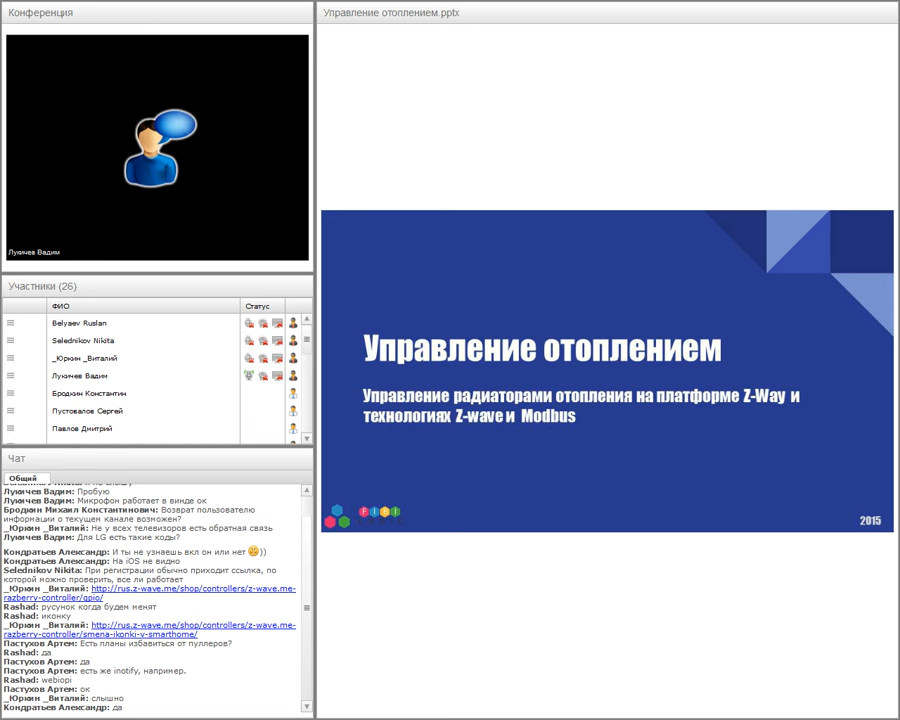 Конференция
Лукичев Вадим
Участники (26)
ФИО Статус
Belyaev Ruslan
Selednikov Nikita
_Юркин _Виталий
Лукичев Вадим
Бродкин Константин
Пустовалов Сергей
Павлов Дмитрий
Чат
Общий
Лукичев Вадим: Пробую
Лукичев Вадим: Микрофон работает в винде ок
Бродкин Михаил Константинович: Возврат пользователю
информации о текущем канале возможен?
_Юркин _Виталий: Не у всех телевизоров есть обратная связь
Лукичев Вадим: Для LG есть такие коды?
Кондратьев Александр: И ты не узнаешь вкл он или нет ))
Кондратьев Александр: На iOS не видно
Selednikov Nikita: При регистрации обычно приходит ссылка, по
которой можно проверить, все ли работает
_Юркин _Виталий: http://rus.z-wave.me/shop/controllers/z-wave.me-
razberry-controller/gpio/
Rashad: русунок когда будем менят
Rashad: иконку
_Юркин _Виталий: http://rus.z-wave.me/shop/controllers/z-wave.me-
razberry-controller/smena-ikonki-v-smarthome/
Пастухов Артем: Есть планы избавиться от пуллеров?
Rashad: да
Пастухов Артем: да
Пастухов Артем: есть же inotify, например.
Rashad: webiopi
Пастухов Артем: ок
_Юркин _Виталий: слышно
Кондратьев Александр: да
Управление отоплением.pptx
Управление отоплением
Управление радиаторами отопления на платформе Z-Way и
технологиях Z-wave и Modbus
2015